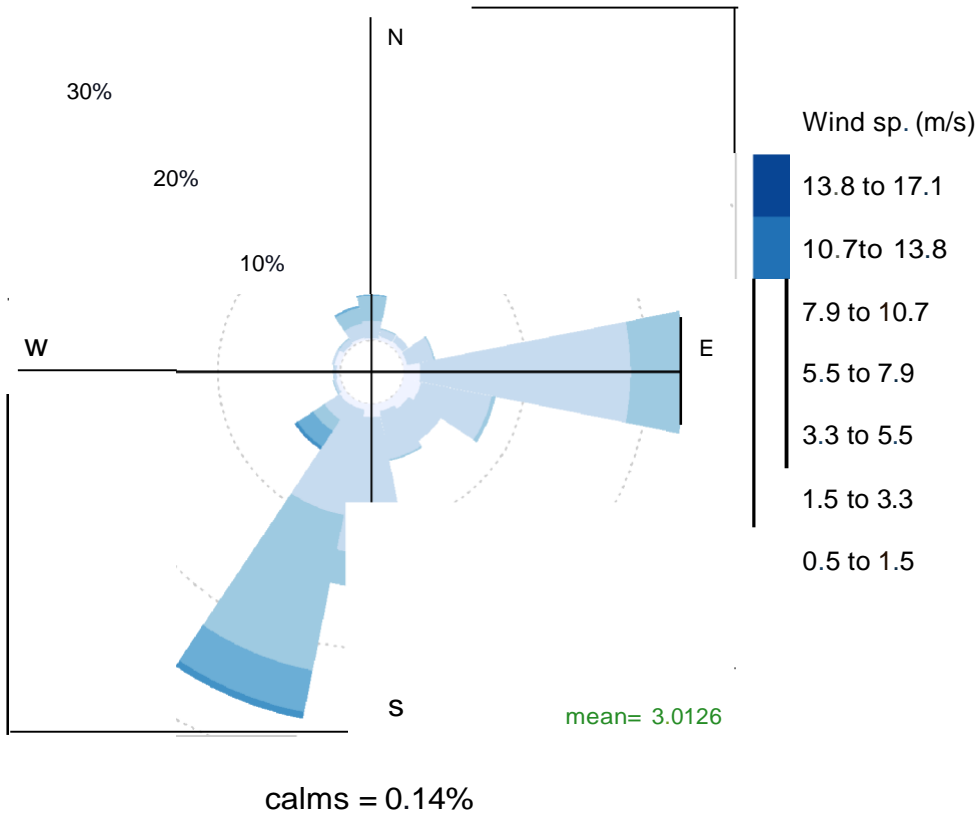 N
30%
Wind sp. (m/s)
20%
13.8 to 17.1
10.7to 13.8
10%
7.9 to 10.7
W
E
5.5 to 7.9
3.3 to 5.5
1.5 to 3.3
0.5 to 1.5
S
mean= 3.0126
calms = 0.14%